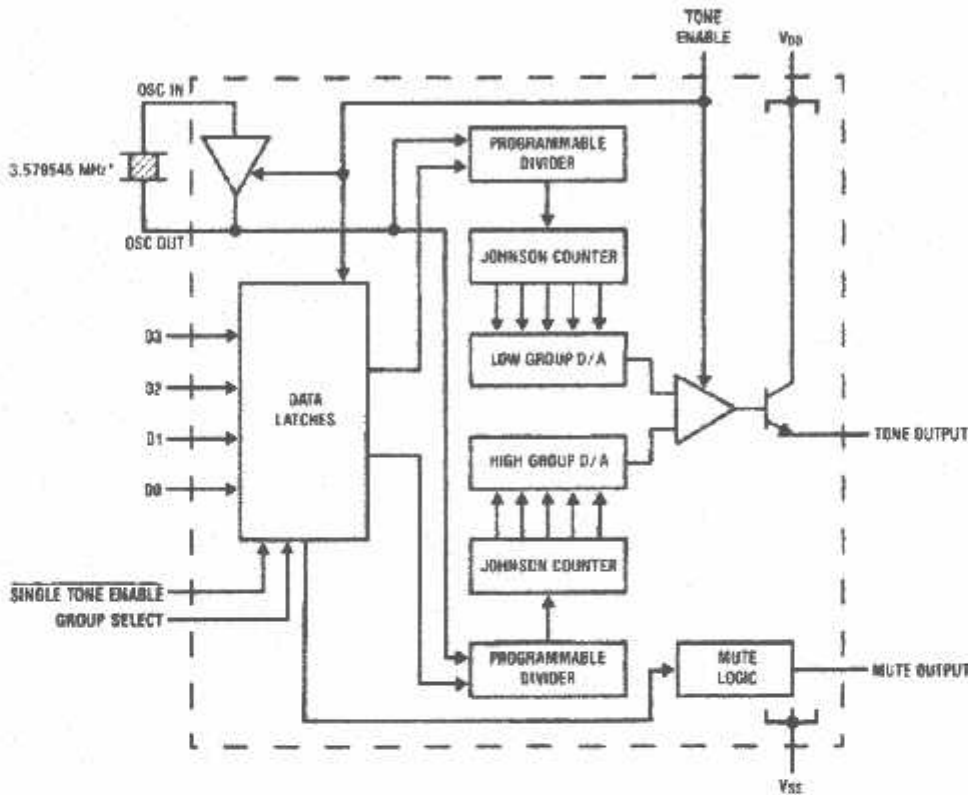 TONE
ENABLE
VDD
OSC IN
3.579545 MHz*
OSC OUT
PROGRAMMABLE
DIVIDER
JOHNSON COUNTER
D3
D2
D1
D0
DATA
LATCHES
LOW GROUP D/A
HIGH GROUP D/A
TONE OUTPUT
JOHNSON COUNTER
SINGLE TONE ENABLE
GROUP SELECT
PROGRAMMABLE
DIVIDER
MUTE
LOGIC
MUTE OUTPUT
VSS